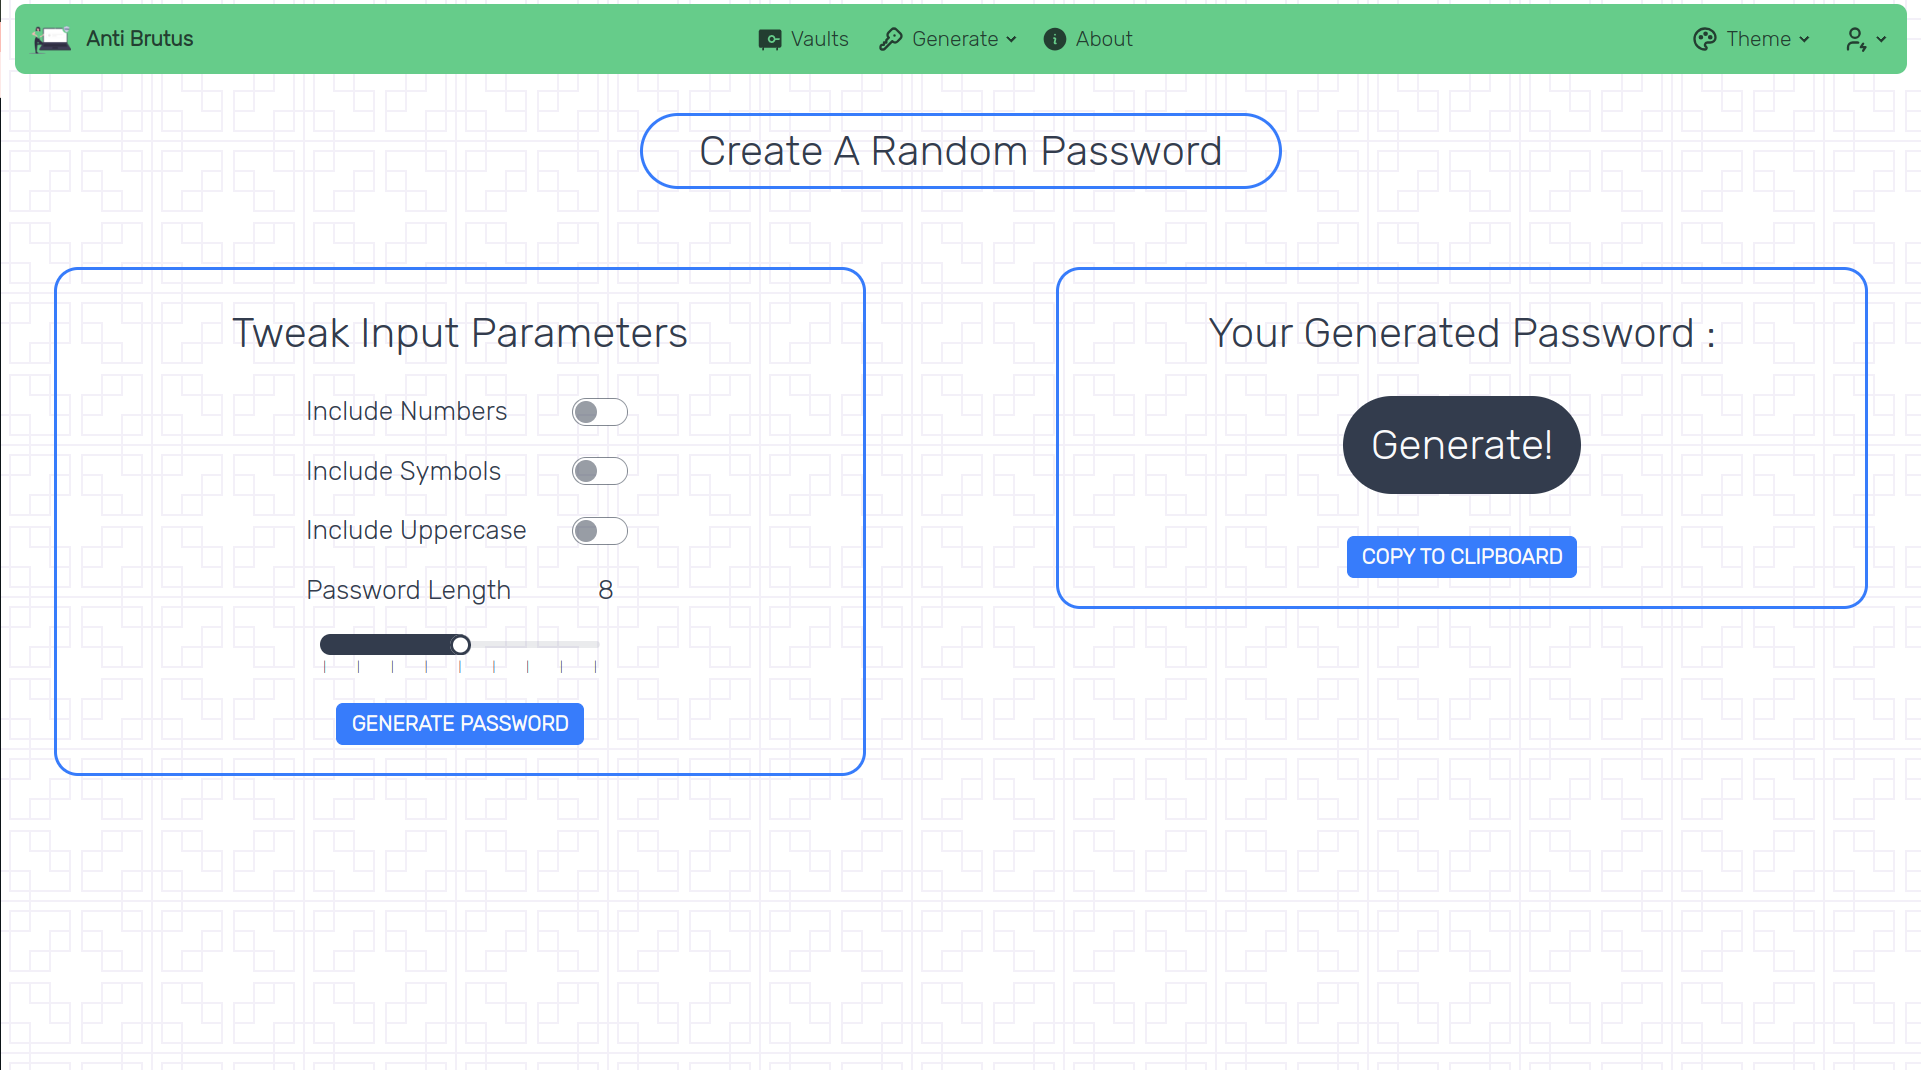 Anti Brutus
Vaults
Generate
About
Theme
Create A Random Password
Tweak Input Parameters
Include Numbers
Include Symbols
Include Uppercase
Password Length 8
GENERATE PASSWORD
Your Generated Password :
Generate!
COPY TO CLIPBOARD